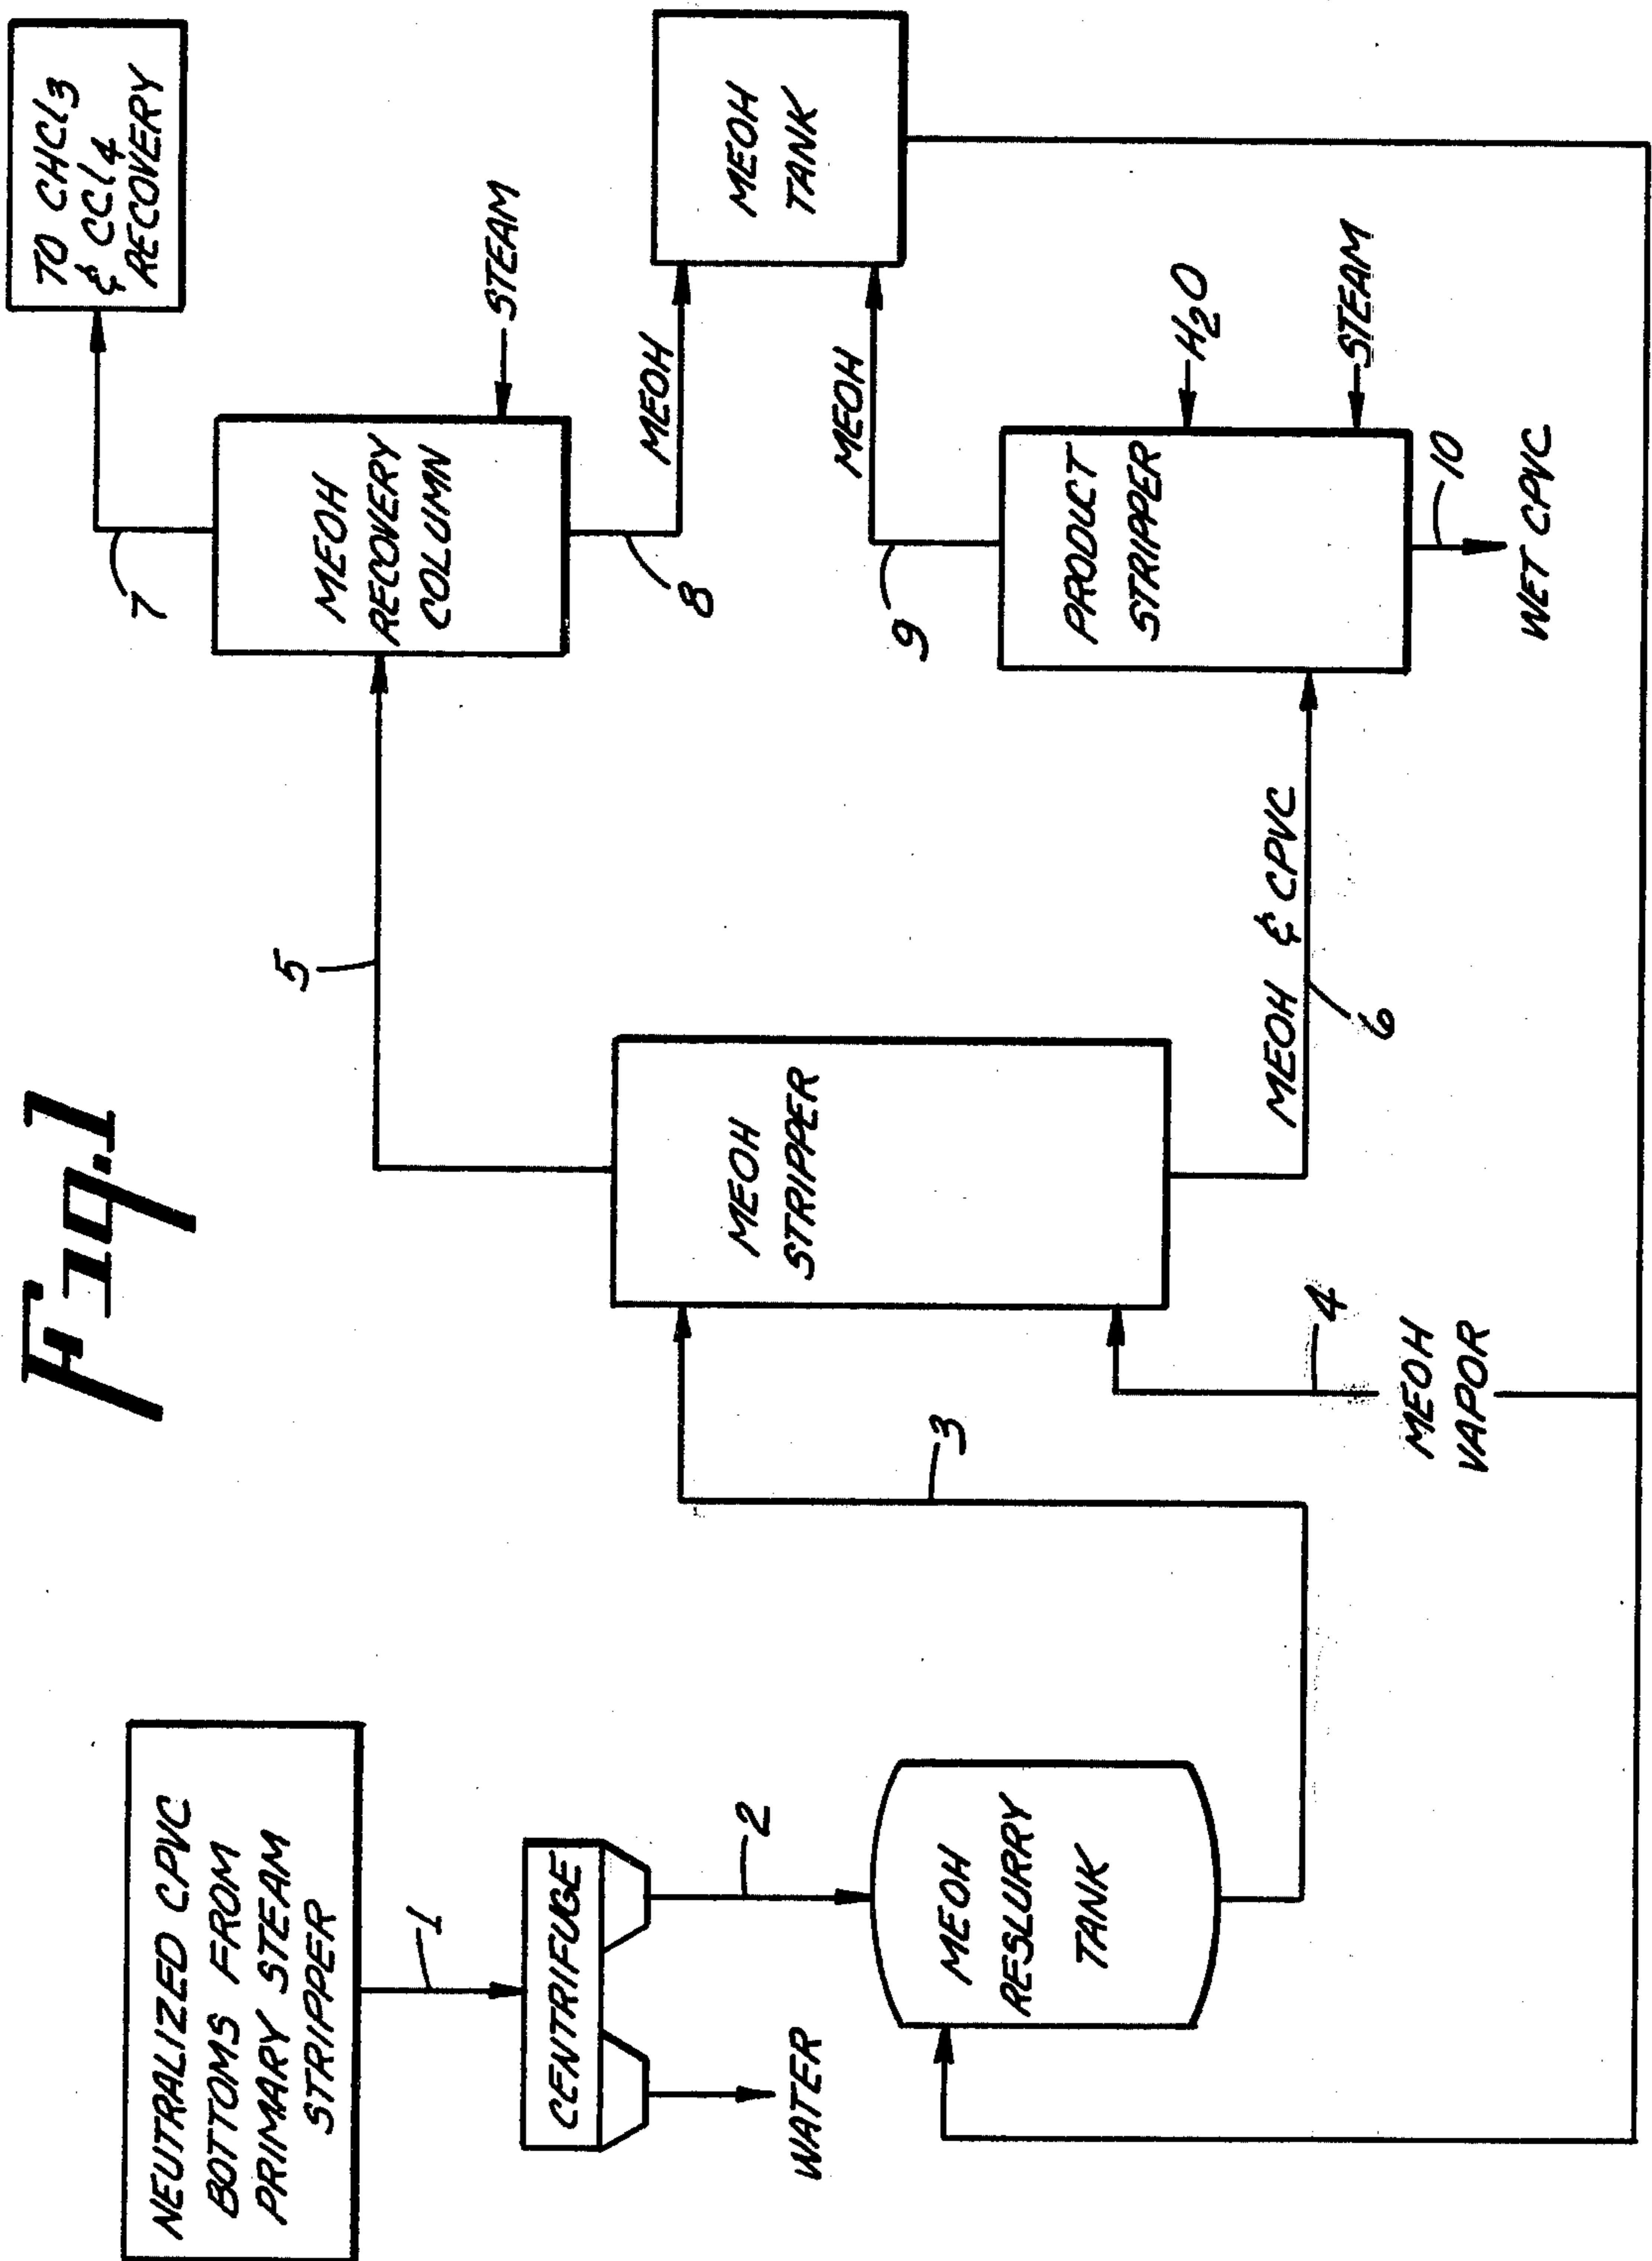 Fig.1
NEUTRALIZED CPVC
BOTTOMS FROM
PRIMARY STEAM
STRIPPER
1
CENTRIFUGE
WATER
2
MEOH
RESLURRY
TANK
3
MEOH
STRIPPER
4
MEOH
VAPOR
5
MEOH & CPVC
6
MEOH
RECOVERY
COLUMN
STEAM
7
TO CHCl3
& CCl4
RECOVERY
8
MEOH
MEOH
TANK
MEOH
9
PRODUCT
STRIPPER
H2O
STEAM
10
WET CPVC